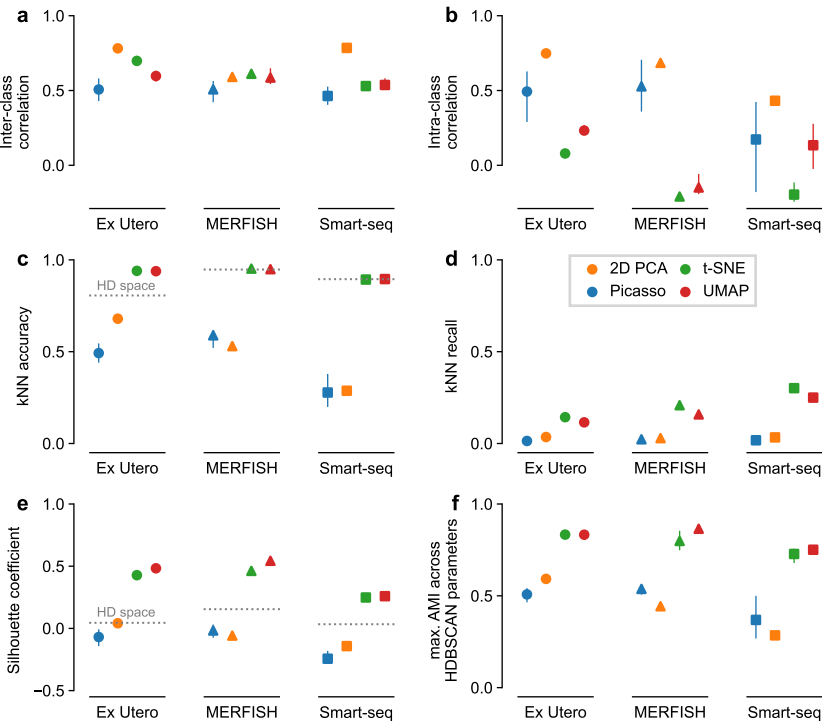 a
Inter-class
correlation
1.0
0.5
0.0
Ex Utero
MERFISH
Smart-seq
b
Intra-class
correlation
1.0
0.5
0.0
Ex Utero
MERFISH
Smart-seq
c
kNN accuracy
1.0
0.5
0.0
HD space
Ex Utero
MERFISH
Smart-seq
d
kNN recall
1.0
0.5
0.0
2D PCA
t-SNE
Picasso
UMAP
Ex Utero
MERFISH
Smart-seq
e
Silhouette coefficient
1.0
0.5
0.0
−0.5
HD space
Ex Utero
MERFISH
Smart-seq
f
max. AMI across
HDBSCAN parameters
1.0
0.5
0.0
Ex Utero
MERFISH
Smart-seq